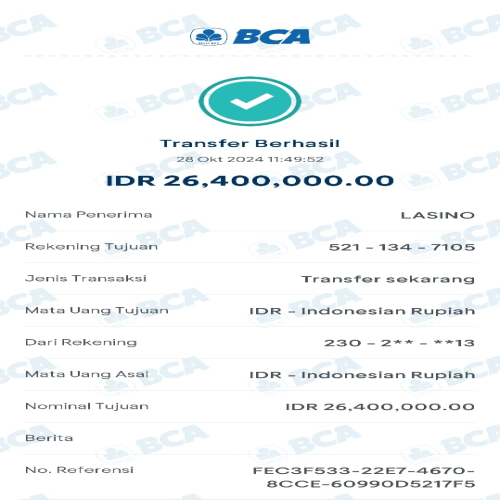 BCA
Transfer Berhasil
28 Okt 2024 11:49:52
IDR 26,400,000.00
Nama Penerima LASINO
Rekening Tujuan 521 - 134 - 7105
Jenis Transaksi Transfer sekarang
Mata Uang Tujuan IDR - Indonesian Rupiah
Dari Rekening 230 - 2** - **13
Mata Uang Asal IDR - Indonesian Rupiah
Nominal Tujuan IDR 26,400,000.00
Berita
No. Referensi FEC3F533-22E7-4670-
8CCE-60990D5217F5